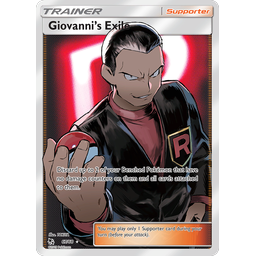 TRAINER
Supporter
Giovanni's Exile
R
Discard up to 2 of your Benched Pokémon that have
no damage counters on them and all cards attached
to them.
You may play only 1 Supporter card during your
turn (before your attack).